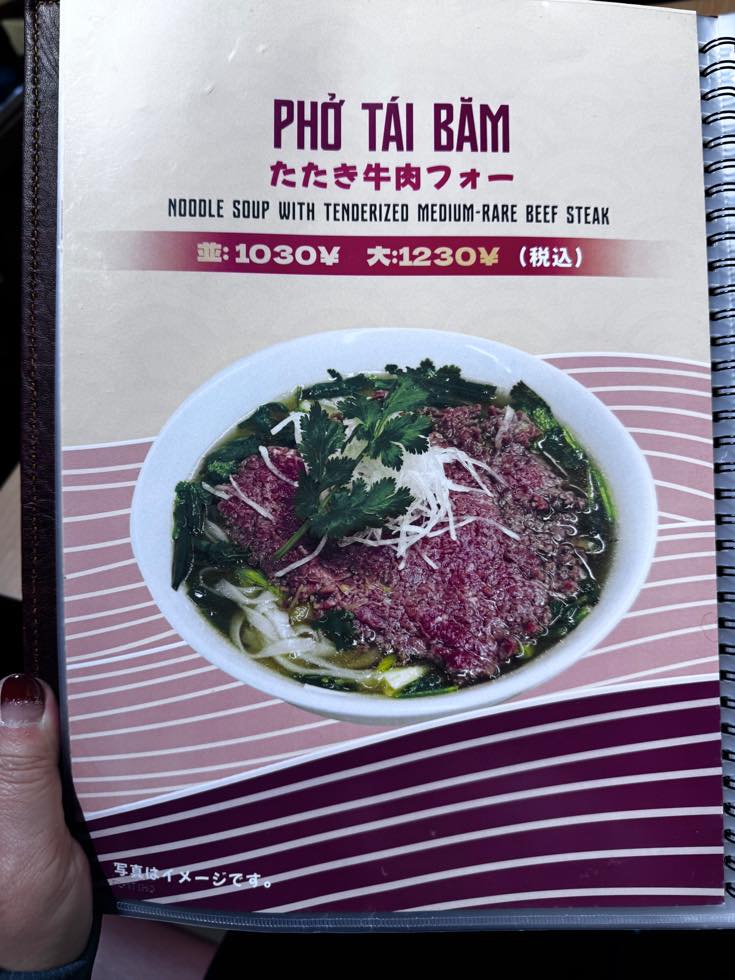 PHỞ TÁI BĂM
たたき牛肉フォー
NOODLE SOUP WITH TENDERIZED MEDIUM-RARE BEEF STEAK
並:1030¥ 大:1230¥ (税込)
写真はイメージです。